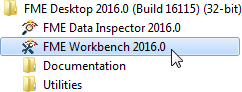 FME Desktop 2016.0 (Build 16115) (32-bit)
FME Data Inspector 2016.0
FME Workbench 2016.0
Documentation
Utilities